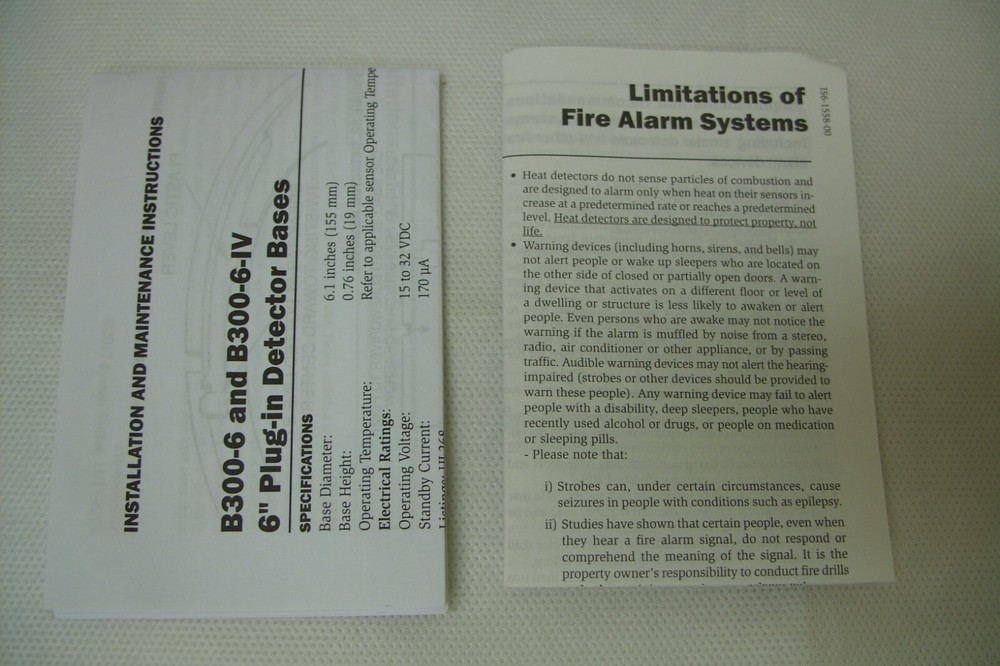 INSTALLATION AND MAINTENANCE INSTRUCTIONS
B300-6 and B300-6-IV
6" Plug-in Detector Bases
SPECIFICATIONS
Base Diameter: 6.1 inches (155 mm)
Base Height: 0.76 inches (19 mm)
Operating Temperature: Refer to applicable sensor Operating Tempe
Electrical Ratings:
Operating Voltage: 15 to 32 VDC
Standby Current: 170 µA
I56-1558-00
Limitations of
Fire Alarm Systems
• Heat detectors do not sense particles of combustion and
are designed to alarm only when heat on their sensors in-
crease at a predetermined rate or reaches a predetermined
level. Heat detectors are designed to protect property, not
life.
• Warning devices (including horns, sirens, and bells) may
not alert people or wake up sleepers who are located on
the other side of closed or partially open doors. A warn-
ing device that activates on a different floor or level of
a dwelling or structure is less likely to awaken or alert
people. Even persons who are awake may not notice the
warning if the alarm is muffled by noise from a stereo,
radio, air conditioner or other appliance, or by passing
traffic. Audible warning devices may not alert the hearing-
impaired (strobes or other devices should be provided to
warn these people). Any warning device may fail to alert
people with a disability, deep sleepers, people who have
recently used alcohol or drugs, or people on medication
or sleeping pills.
- Please note that:
i) Strobes can, under certain circumstances, cause
seizures in people with conditions such as epilepsy.
ii) Studies have shown that certain people, even when
they hear a fire alarm signal, do not respond or
comprehend the meaning of the signal. It is the
property owner's responsibility to conduct fire drills